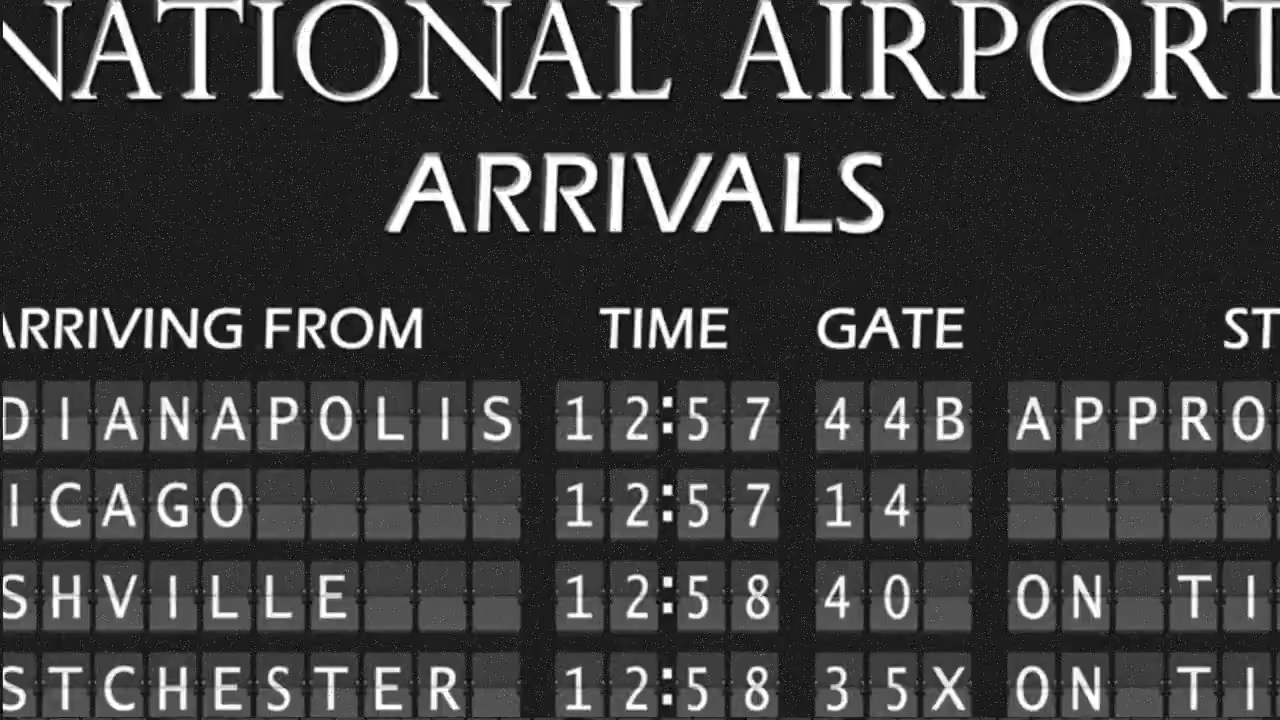 NATIONAL AIRPORT
ARRIVALS
ARRIVING FROM TIME GATE ST
DIANAPOLIS 12:57 44B APPRO
ICAGO 12:57 14
SHVILLE 12:58 40 ON TI
STCHESTER 12:58 35X ON TI